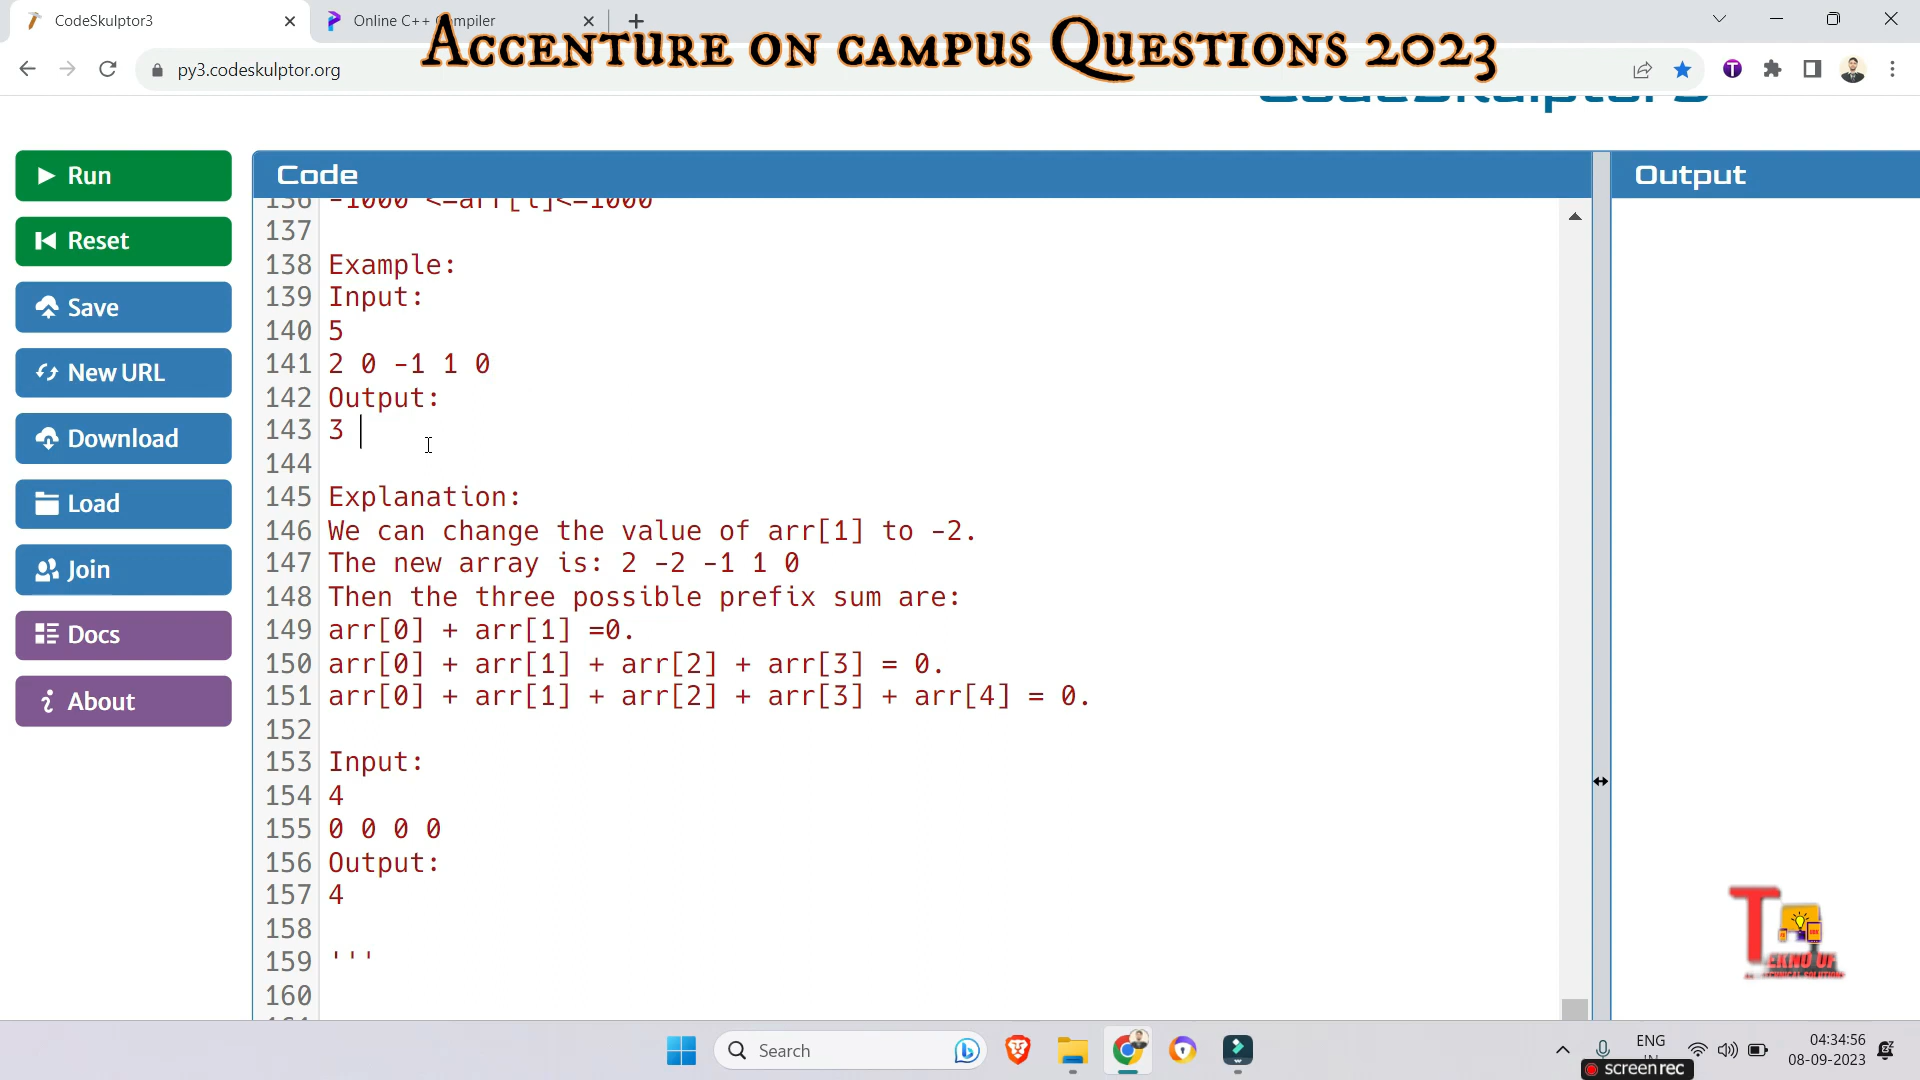 CodeSkulptor3
Online C++ Compiler
Accenture on campus Questions 2023
py3.codeskulptor.org
CodeSkulptor3
Run
Reset
Save
New URL
Download
Load
Join
Docs
About
Code
Output
136 -1000 <=arr[i]<=1000
137
138 Example:
139 Input:
140 5
141 2 0 -1 1 0
142 Output:
143 3
144
145 Explanation:
146 We can change the value of arr[1] to -2.
147 The new array is: 2 -2 -1 1 0
148 Then the three possible prefix sum are:
149 arr[0] + arr[1] =0.
150 arr[0] + arr[1] + arr[2] + arr[3] = 0.
151 arr[0] + arr[1] + arr[2] + arr[3] + arr[4] = 0.
152
153 Input:
154 4
155 0 0 0 0
156 Output:
157 4
158
159 '''
160
Search
ENG
04:34:56
08-09-2023
screenrec